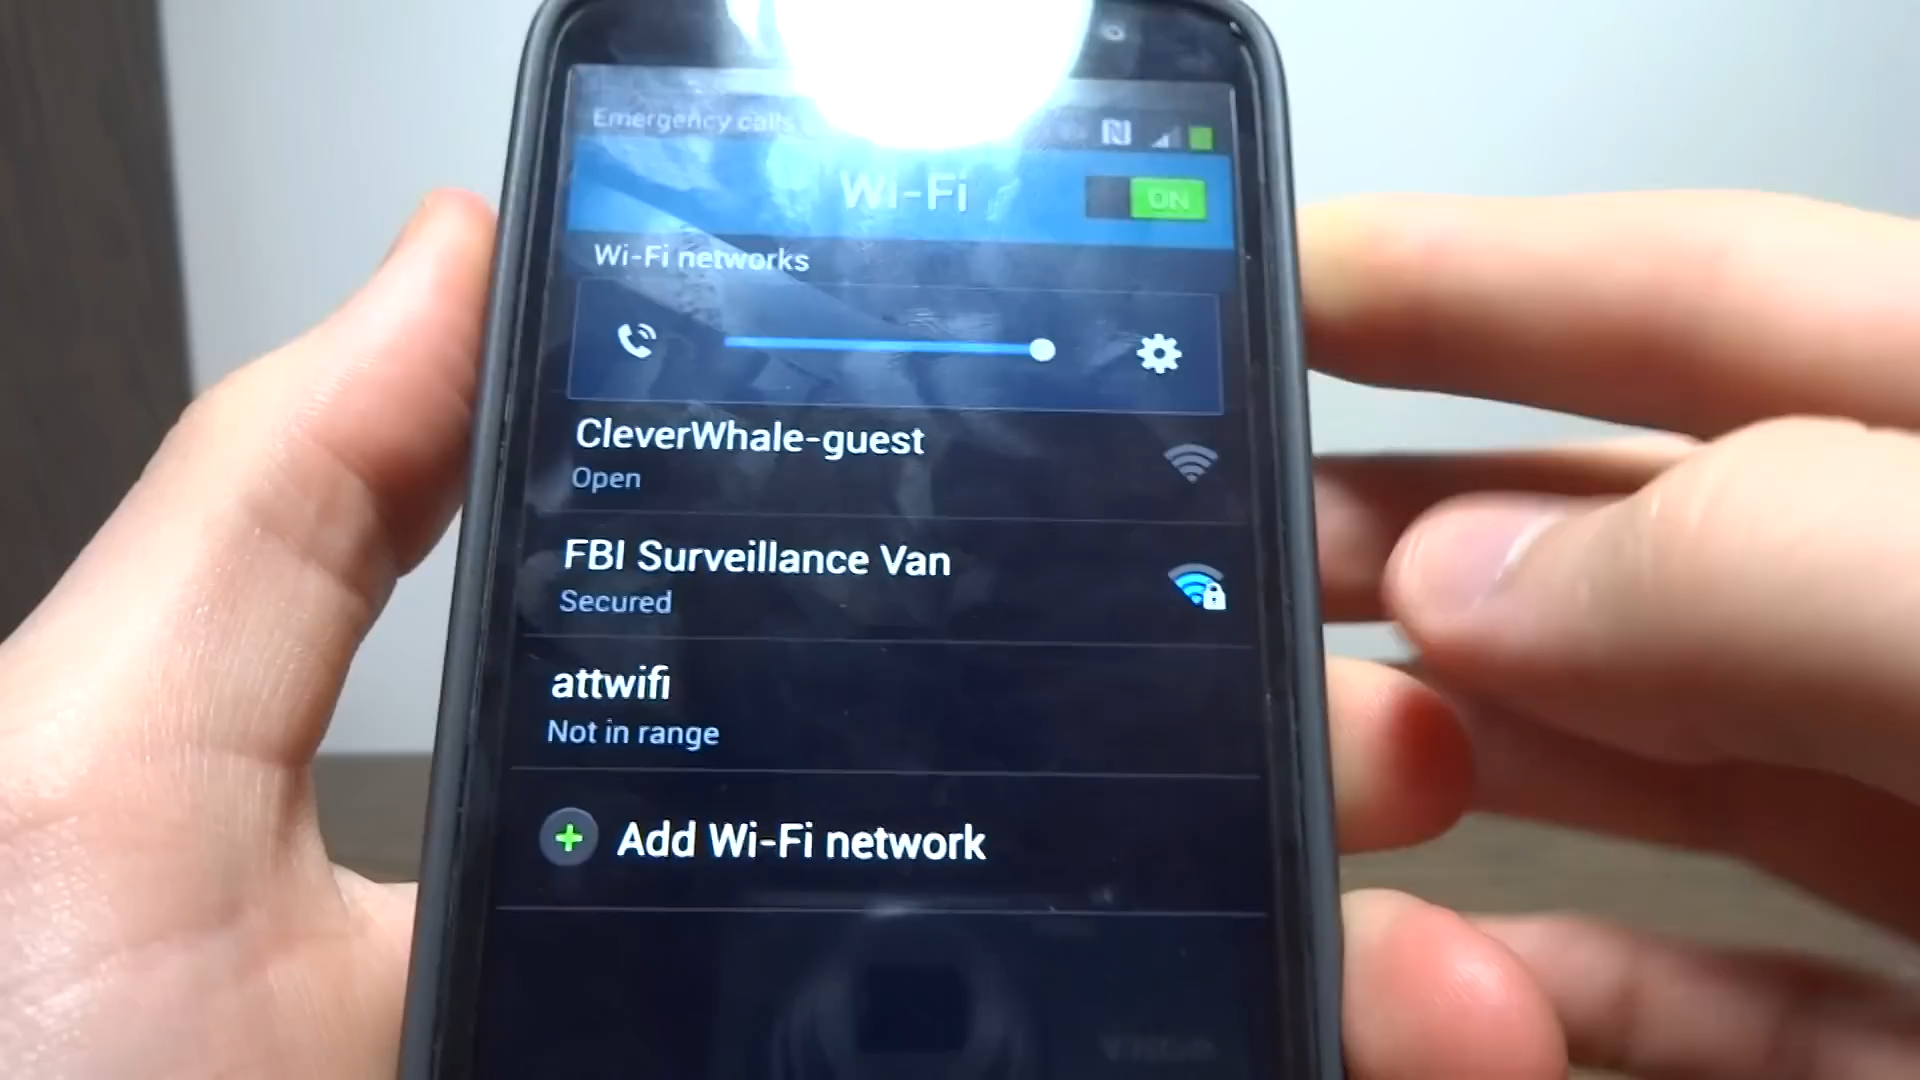 Emergency calls
Wi-Fi
ON
Wi-Fi networks
CleverWhale-guest
Open
FBI Surveillance Van
Secured
attwifi
Not in range
Add Wi-Fi network